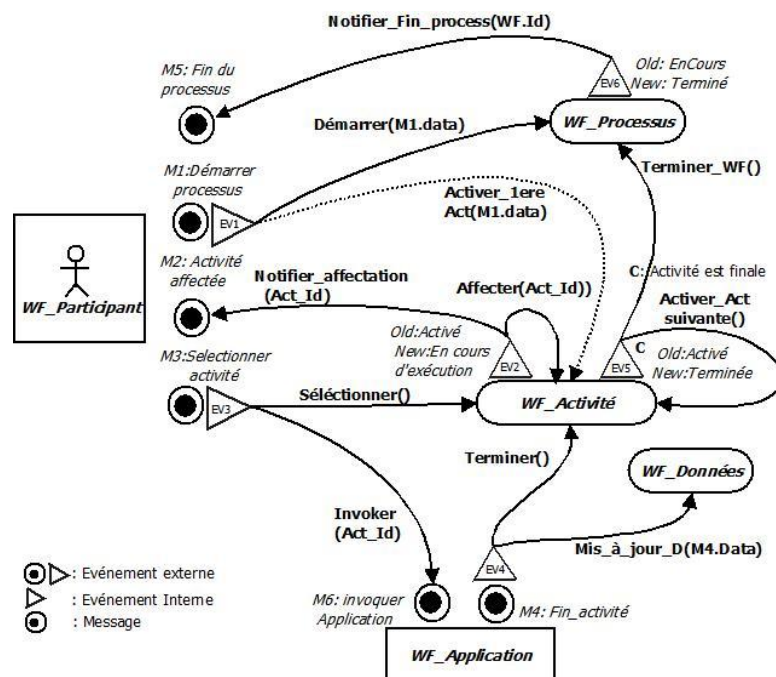 Notifier_Fin_process(WF.Id)
M5: Fin du
processus
Old: EnCours
New: Terminé
EV6
WF_Processus
Démarrer(M1.data)
Terminer_WF()
M1:Démarrer
processus
EV1
Activer_1ere
Act(M1.data)
WF_Participant
M2: Activité
affectée
Notifier_affectation
(Act_Id)
Affecter(Act_Id))
C: Activité est finale
Activer_Act
suivante()
Old:Activé
New:En cours
d'exécution
EV2
C
EV5
Old:Activé
New:Terminée
M3:Selectionner
activité
EV3
Séléctionner()
WF_Activité
Terminer()
WF_Données
Invoker
(Act_Id)
EV4
Mis_à_jour_D(M4.Data)
: Evénement externe
: Evénement Interne
: Message
M6: invoquer
Application
M4: Fin_activité
WF_Application